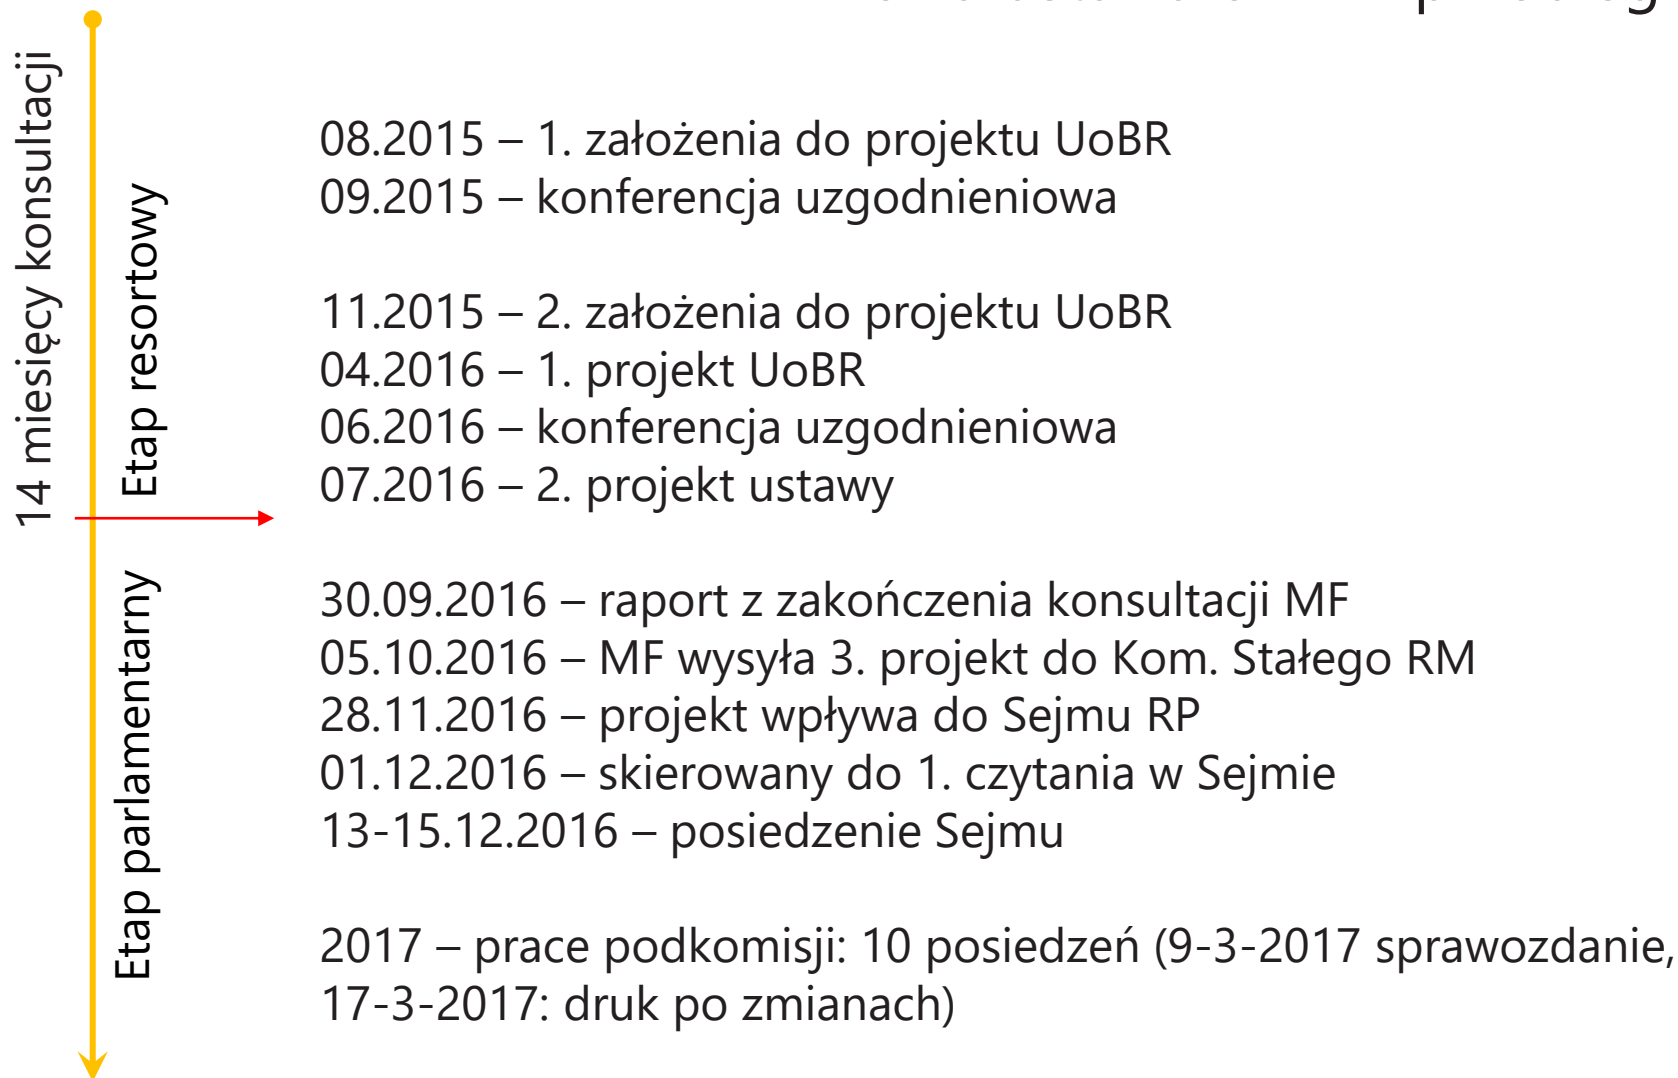 14 miesięcy konsultacji
Etap resortowy
08.2015 – 1. założenia do projektu UoBR
09.2015 – konferencja uzgodnieniowa
11.2015 – 2. założenia do projektu UoBR
04.2016 – 1. projekt UoBR
06.2016 – konferencja uzgodnieniowa
07.2016 – 2. projekt ustawy
Etap parlamentarny
30.09.2016 – raport z zakończenia konsultacji MF
05.10.2016 – MF wysyła 3. projekt do Kom. Stałego RM
28.11.2016 – projekt wpływa do Sejmu RP
01.12.2016 – skierowany do 1. czytania w Sejmie
13-15.12.2016 – posiedzenie Sejmu
2017 – prace podkomisji: 10 posiedzeń (9-3-2017 sprawozdanie,
17-3-2017: druk po zmianach)